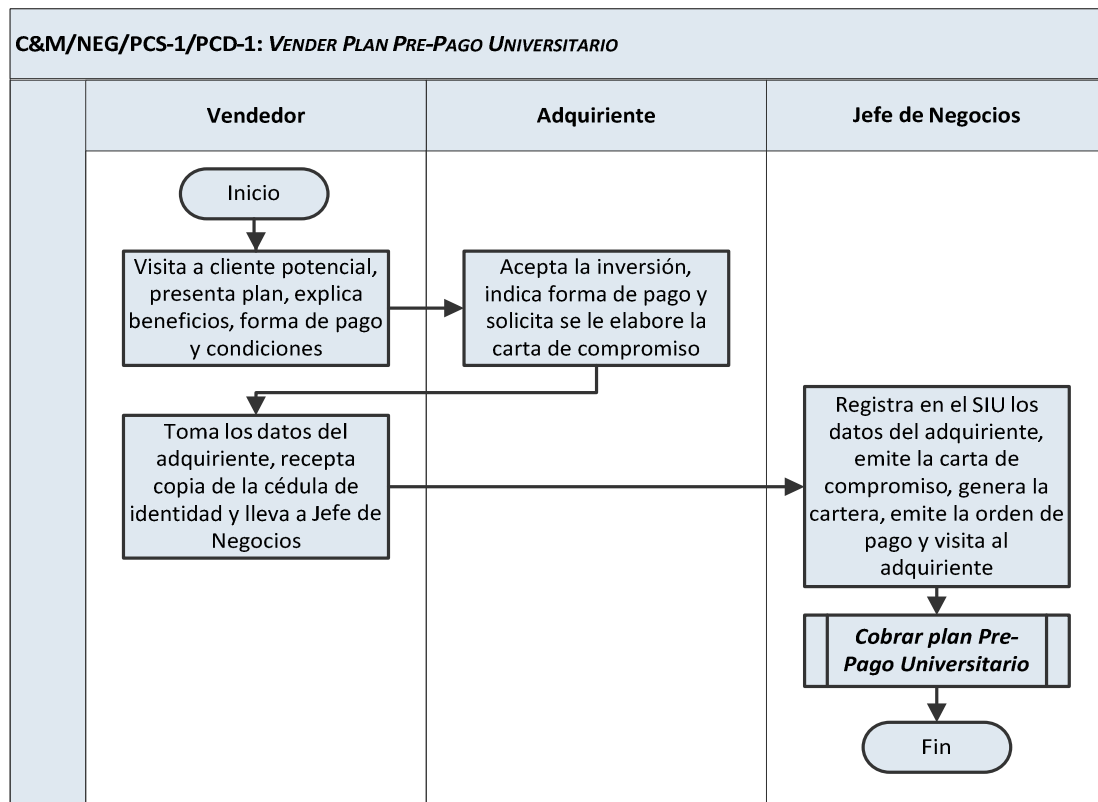 C&M/NEG/PCS-1/PCD-1: VENDER PLAN PRE-PAGO UNIVERSITARIO
Vendedor
Adquiriente
Jefe de Negocios
Inicio
Visita a cliente potencial,
presenta plan, explica
beneficios, forma de pago
y condiciones
Acepta la inversión,
indica forma de pago y
solicita se le elabore la
carta de compromiso
Toma los datos del
adquiriente, recepta
copia de la cédula de
identidad y lleva a Jefe de
Negocios
Registra en el SIU los
datos del adquiriente,
emite la carta de
compromiso, genera la
cartera, emite la orden de
pago y visita al
adquiriente
Cobrar plan Pre-
Pago Universitario
Fin